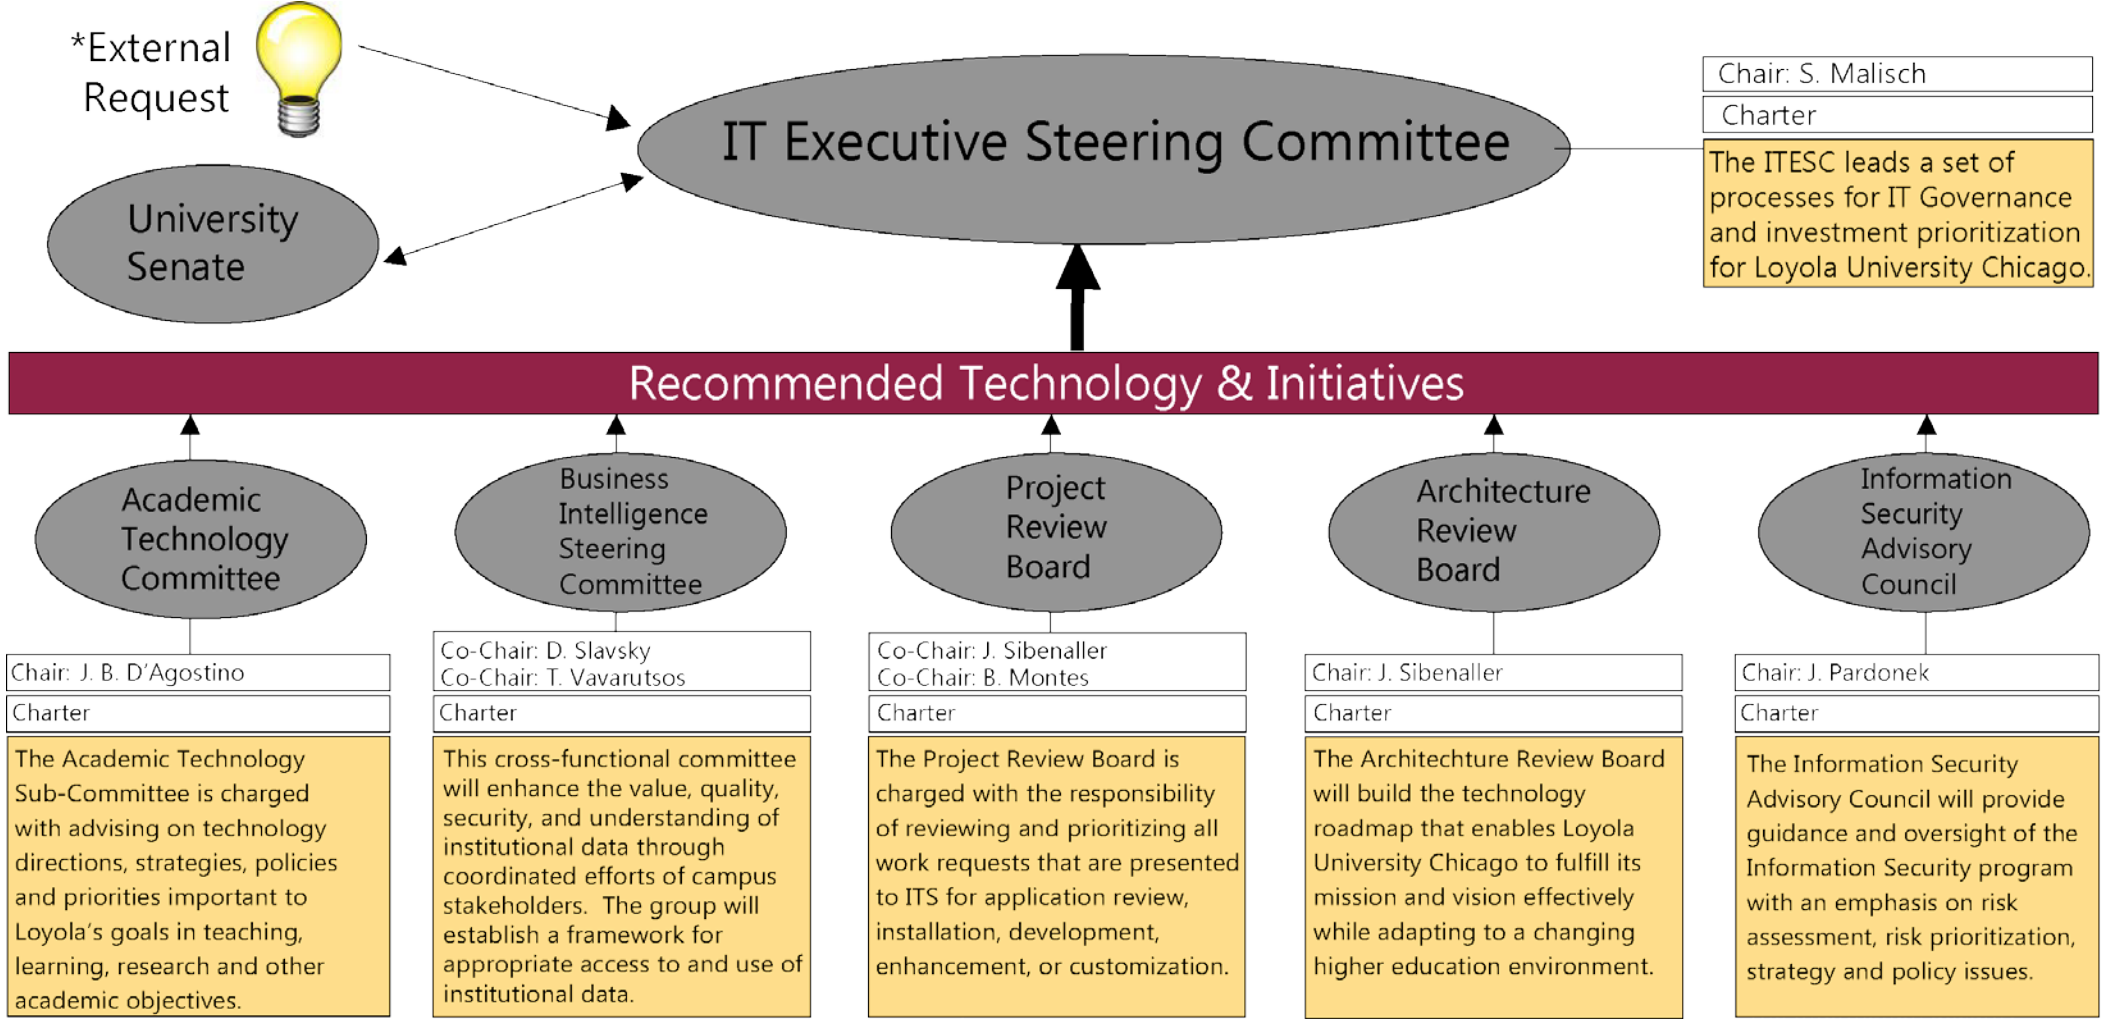 *External
Request
IT Executive Steering Committee
Chair: S. Malisch
Charter
The ITESC leads a set of
processes for IT Governance
and investment prioritization
for Loyola University Chicago.
University
Senate
Recommended Technology & Initiatives
Academic
Technology
Committee
Chair: J. B. D'Agostino
Charter
The Academic Technology
Sub-Committee is charged
with advising on technology
directions, strategies, policies
and priorities important to
Loyola's goals in teaching,
learning, research and other
academic objectives.
Business
Intelligence
Steering
Committee
Co-Chair: D. Slavsky
Co-Chair: T. Vavarutsos
Charter
This cross-functional committee
will enhance the value, quality,
security, and understanding of
institutional data through
coordinated efforts of campus
stakeholders.  The group will
establish a framework for
appropriate access to and use of
institutional data.
Project
Review
Board
Co-Chair: J. Sibenaller
Co-Chair: B. Montes
Charter
The Project Review Board is
charged with the responsibility
of reviewing and prioritizing all
work requests that are presented
to ITS for application review,
installation, development,
enhancement, or customization.
Architecture
Review
Board
Chair: J. Sibenaller
Charter
The Architechture Review Board
will build the technology
roadmap that enables Loyola
University Chicago to fulfill its
mission and vision effectively
while adapting to a changing
higher education environment.
Information
Security
Advisory
Council
Chair: J. Pardonek
Charter
The Information Security
Advisory Council will provide
guidance and oversight of the
Information Security program
with an emphasis on risk
assessment, risk prioritization,
strategy and policy issues.